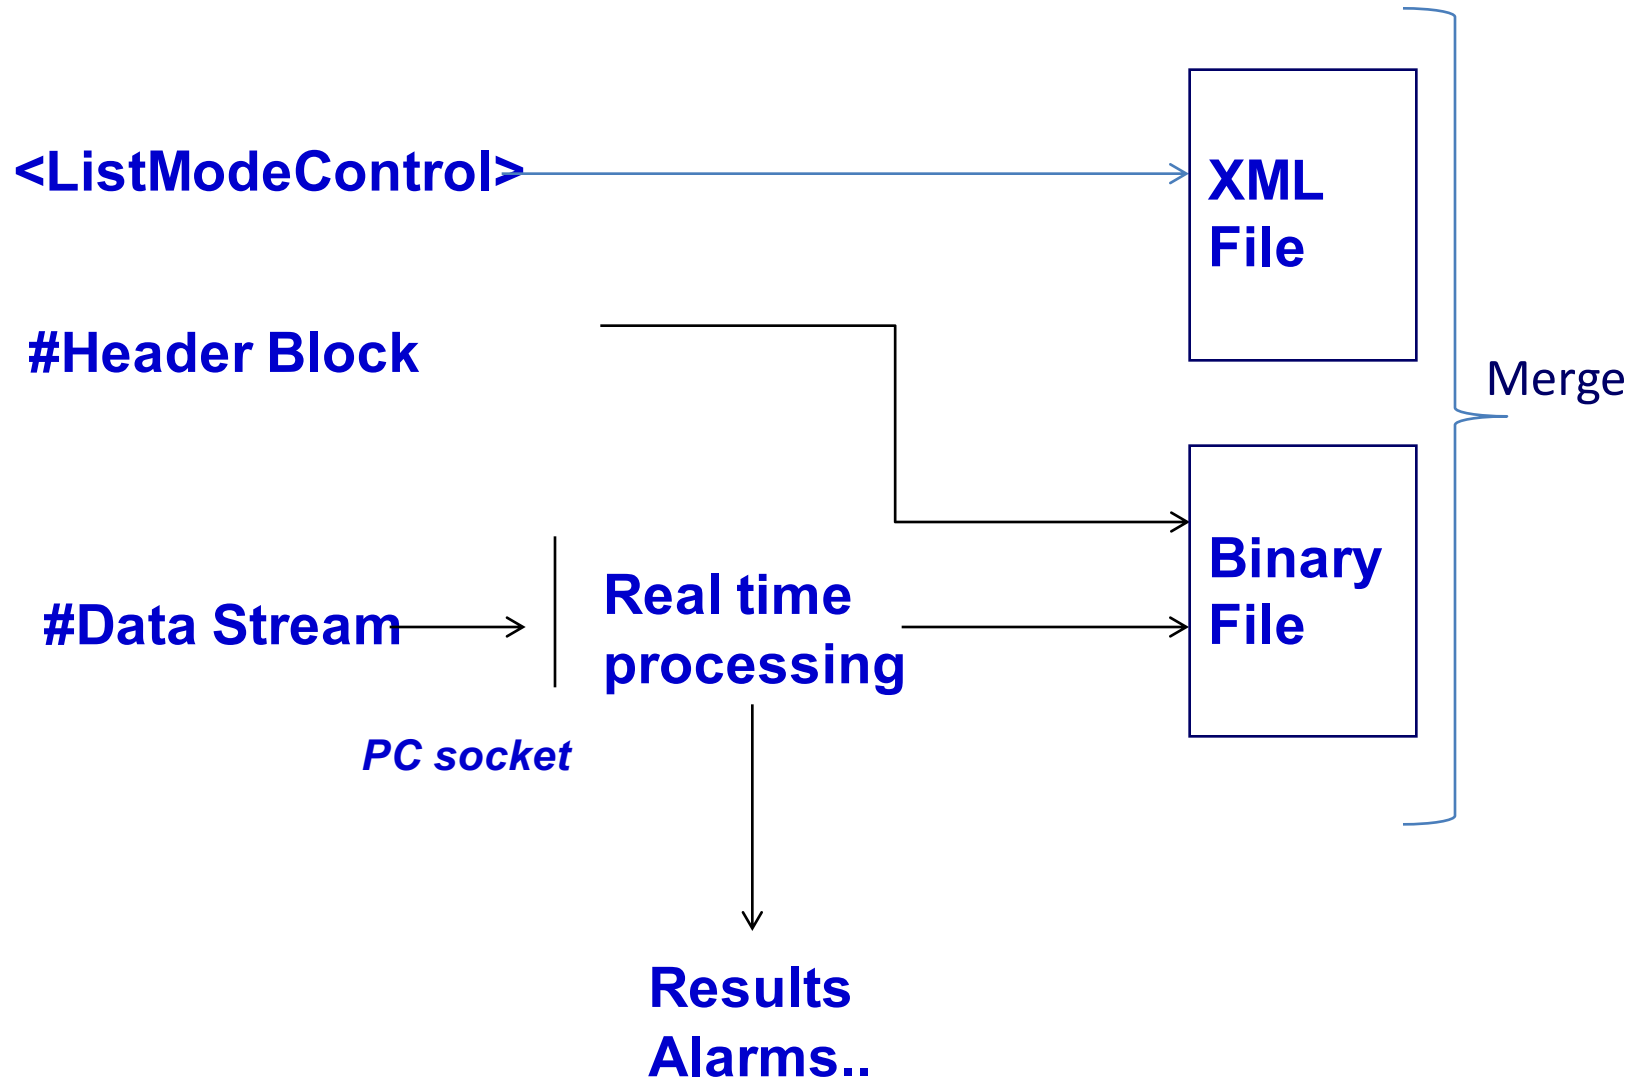 <ListModeControl>
XML
File
#Header Block
Merge
#Data Stream
Real time
processing
Binary
File
PC socket
Results
Alarms..